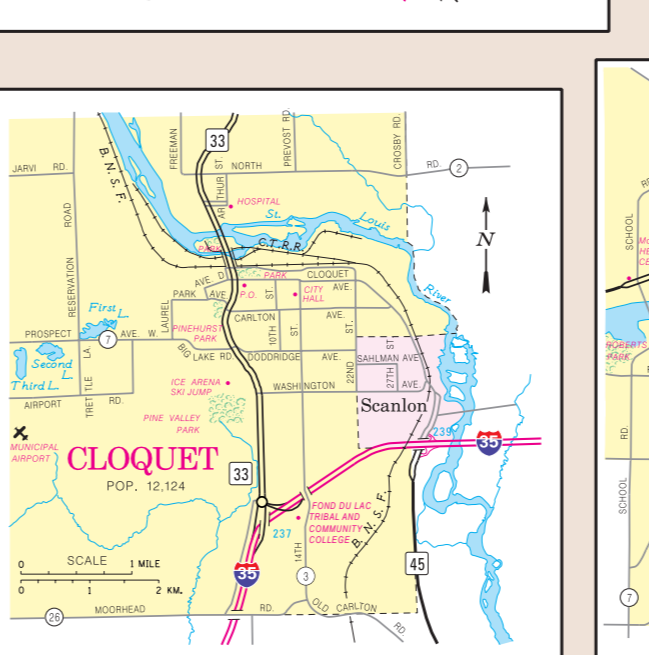 FREEMAN
33
PREVOST RD.
CROSBY RD.
B. N. S. F.
JARVI RD.
NORTH
RD.
2
ARTHUR ST.
HOSPITAL
ROAD
St. Louis
River
N
PARK
C.T.R.R.
RESERVATION
AVE. D
PARK
CLOQUET
AVE.
PARK AVE.
P.O.
ST.
CITY
HALL
LAUREL
First L.
CARLTON
AVE.
PROSPECT
7
AVE. W.
PINEHURST
PARK
10TH
ST.
ST.
BIG LAKE RD.
DODDRIDGE
AVE.
22ND
SAHLMAN AVE
ST.
27TH
AVE
Second L.
Third L.
TRETTLE LA.
ICE ARENA
SKI JUMP
WASHINGTON
AIRPORT
RD.
Scanlon
PINE VALLEY
PARK
239
35
MUNICIPAL
AIRPORT
CLOQUET
POP. 12,124
33
FOND DU LAC
TRIBAL AND
COMMUNITY
COLLEGE
237
B. N. S. F.
14TH
SCALE
0 1 MILE
0 1 2 KM.
35
3
45
26
MOORHEAD
RD.
OLD CARLTON
RD.
SCHOOL
ROBERTS
PARK
RD.
SCHOOL
7